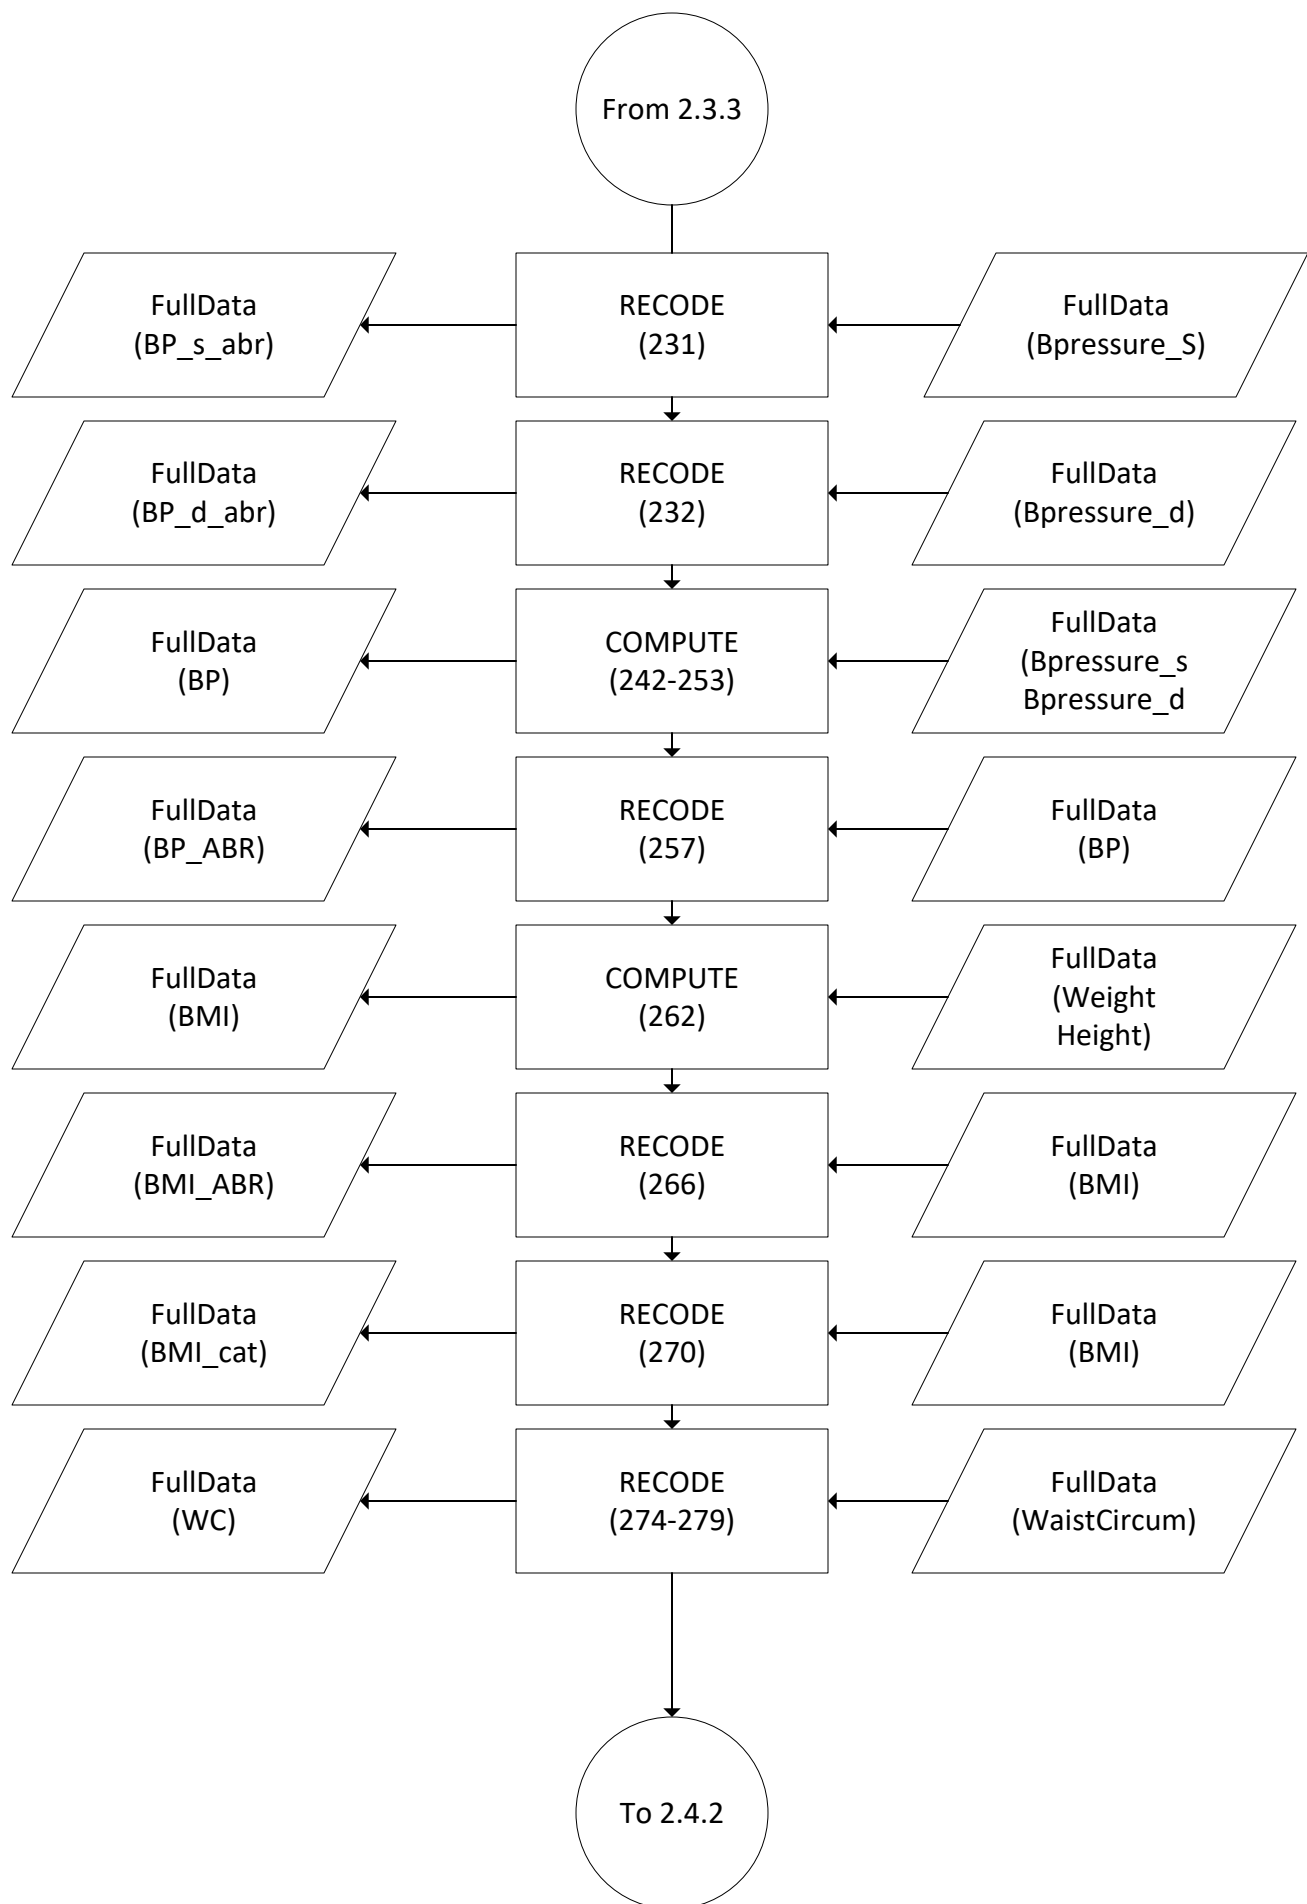 From 2.3.3
FullData
(BP_s_abr)
RECODE
(231)
FullData
(Bpressure_S)
FullData
(BP_d_abr)
RECODE
(232)
FullData
(Bpressure_d)
FullData
(BP)
COMPUTE
(242-253)
FullData
(Bpressure_s
Bpressure_d
FullData
(BP_ABR)
RECODE
(257)
FullData
(BP)
FullData
(BMI)
COMPUTE
(262)
FullData
(Weight
Height)
FullData
(BMI_ABR)
RECODE
(266)
FullData
(BMI)
FullData
(BMI_cat)
RECODE
(270)
FullData
(BMI)
FullData
(WC)
RECODE
(274-279)
FullData
(WaistCircum)
To 2.4.2